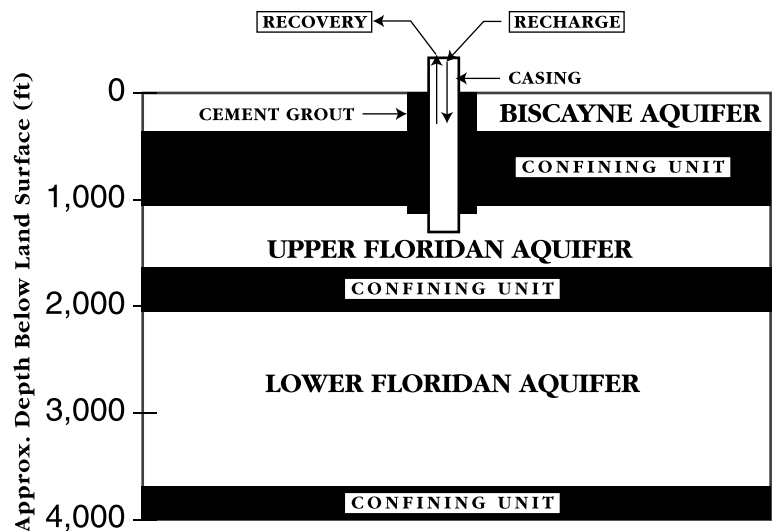 RECOVERY
RECHARGE
CASING
CEMENT GROUT
BISCAYNE AQUIFER
CONFINING UNIT
UPPER FLORIDAN AQUIFER
CONFINING UNIT
LOWER FLORIDAN AQUIFER
CONFINING UNIT
Approx. Depth Below Land Surface (ft)
0
1,000
2,000
3,000
4,000